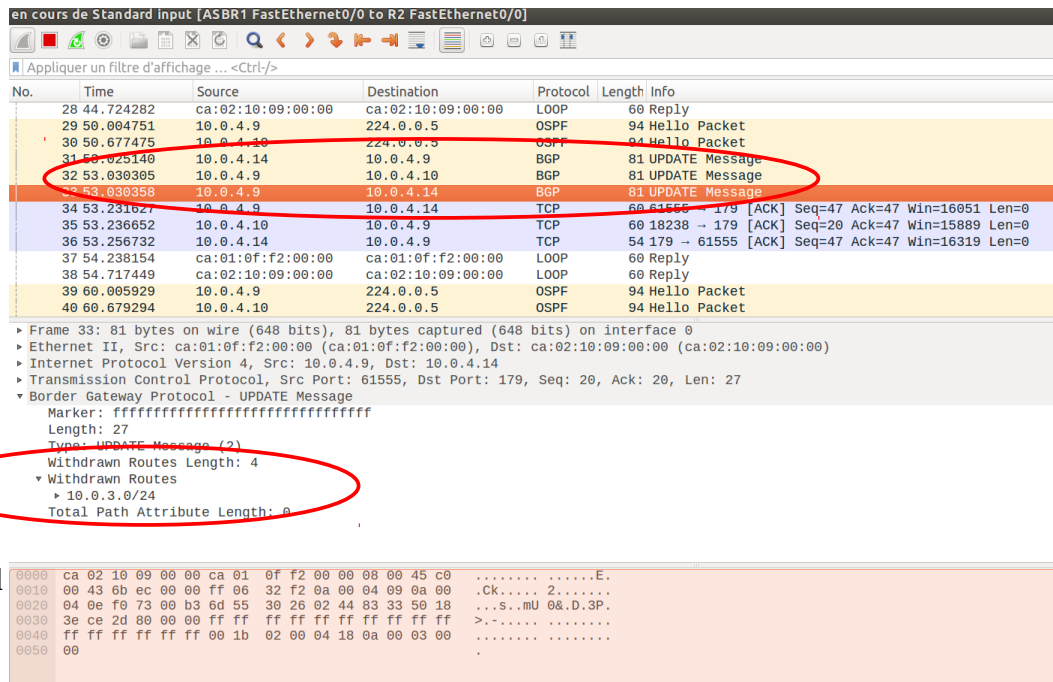 en cours de Standard input [ASBR1 FastEthernet0/0 to R2 FastEthernet0/0]
Appliquer un filtre d'affichage ... <Ctrl-/>
No. Time Source Destination Protocol Length Info
28 44.724282 ca:02:10:09:00:00 ca:02:10:09:00:00 LOOP 60 Reply
29 50.004751 10.0.4.9 224.0.0.5 OSPF 94 Hello Packet
30 50.677475 10.0.4.10 224.0.0.5 OSPF 94 Hello Packet
31 53.025140 10.0.4.14 10.0.4.9 BGP 81 UPDATE Message
32 53.030305 10.0.4.9 10.0.4.10 BGP 81 UPDATE Message
33 53.030358 10.0.4.9 10.0.4.14 BGP 81 UPDATE Message
34 53.231627 10.0.4.9 10.0.4.14 TCP 60 61555 → 179 [ACK] Seq=47 Ack=47 Win=16051 Len=0
35 53.236652 10.0.4.10 10.0.4.9 TCP 60 18238 → 179 [ACK] Seq=20 Ack=47 Win=15889 Len=0
36 53.256732 10.0.4.14 10.0.4.9 TCP 54 179 → 61555 [ACK] Seq=47 Ack=47 Win=16319 Len=0
37 54.238154 ca:01:0f:f2:00:00 ca:01:0f:f2:00:00 LOOP 60 Reply
38 54.717449 ca:02:10:09:00:00 ca:02:10:09:00:00 LOOP 60 Reply
39 60.005929 10.0.4.9 224.0.0.5 OSPF 94 Hello Packet
40 60.679294 10.0.4.10 224.0.0.5 OSPF 94 Hello Packet
Frame 33: 81 bytes on wire (648 bits), 81 bytes captured (648 bits) on interface 0
Ethernet II, Src: ca:01:0f:f2:00:00 (ca:01:0f:f2:00:00), Dst: ca:02:10:09:00:00 (ca:02:10:09:00:00)
Internet Protocol Version 4, Src: 10.0.4.9, Dst: 10.0.4.14
Transmission Control Protocol, Src Port: 61555, Dst Port: 179, Seq: 20, Ack: 20, Len: 27
Border Gateway Protocol - UPDATE Message
Marker: ffffffffffffffffffffffffffffffff
Length: 27
Type: UPDATE Message (2)
Withdrawn Routes Length: 4
Withdrawn Routes
10.0.3.0/24
Total Path Attribute Length: 0
0000 ca 02 10 09 00 00 ca 01 0f f2 00 00 08 00 45 c0 ........ ......E.
0010 00 43 6b ec 00 00 ff 06 32 f2 0a 00 04 09 0a 00 .Ck..... 2.......
0020 04 0e f0 73 00 b3 6d 55 30 26 02 44 83 33 50 18 ...s..mU 0&.D.3P.
0030 3e ce 2d 80 00 00 ff ff ff ff ff ff ff ff ff ff >.-..... ........
0040 ff ff ff ff ff ff 00 1b 02 00 04 18 0a 00 03 00 ........ ........
0050 00 .